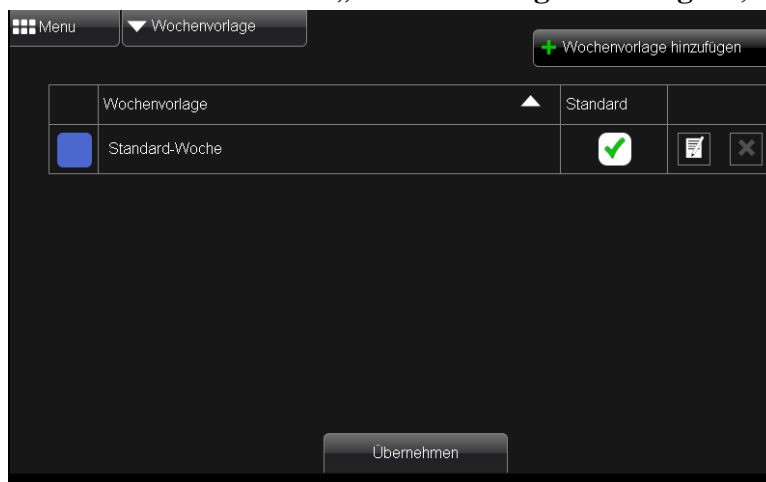 Menu
Wochenvorlage
Wochenvorlage hinzufügen
Wochenvorlage Standard
Standard-Woche
Übernehmen